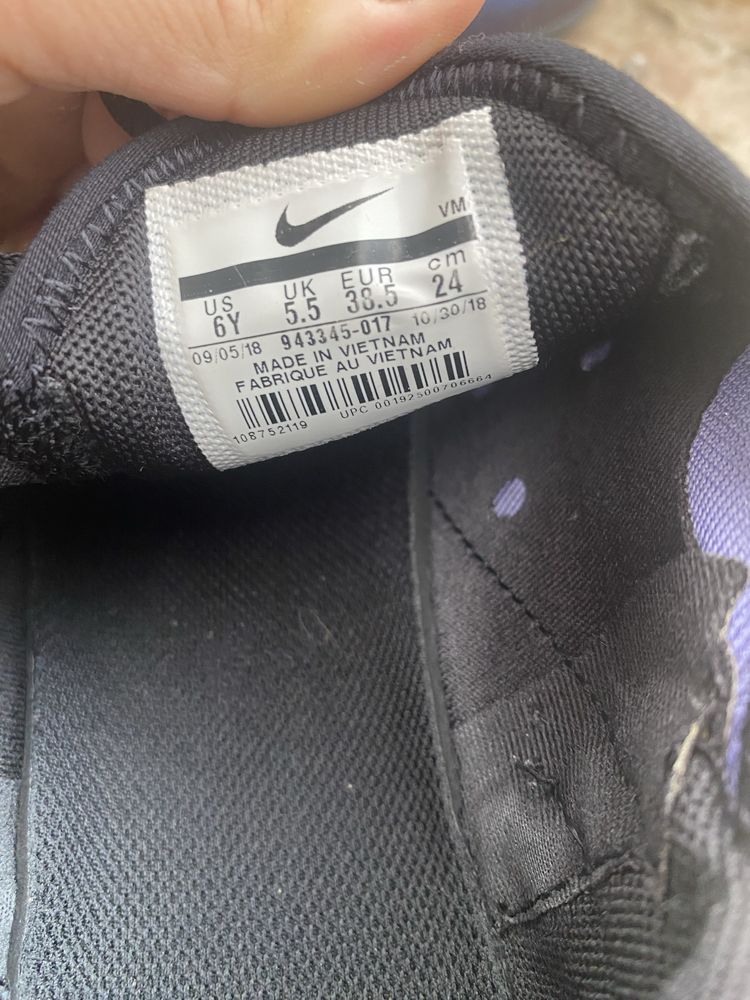 VM
US UK EUR cm
6Y 5.5 38.5 24
09/05/18 943345-017 10/30/18
MADE IN VIETNAM
FABRIQUE AU VIETNAM
108752119 UPC 00192500706664